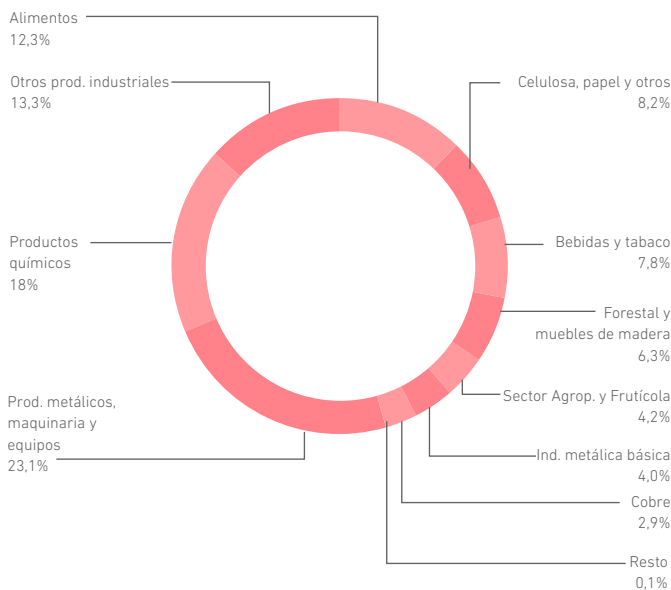 Alimentos
12,3%
Otros prod. industriales
13,3%
Productos
químicos
18%
Prod. metálicos,
maquinaria y
equipos
23,1%
Celulosa, papel y otros
8,2%
Bebidas y tabaco
7,8%
Forestal y
muebles de madera
6,3%
Sector Agrop. y Frutícola
4,2%
Ind. metálica básica
4,0%
Cobre
2,9%
Resto
0,1%